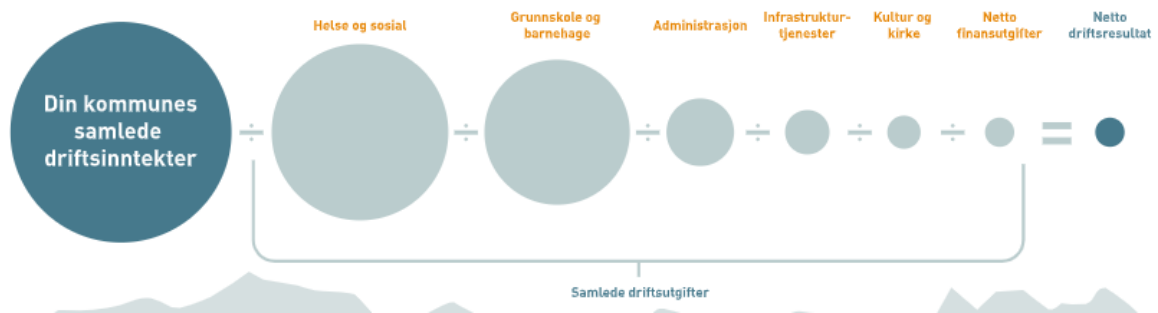 Helse og sosial
Grunnskole og
barnehage
Administrasjon
Infrastruktur-
tjenester
Kultur og
kirke
Netto
finansutgifter
Netto
driftsresultat
Din kommunes
samlede
driftsinntekter
÷ ÷ ÷ ÷ ÷ ÷ =
Samlede driftsutgifter